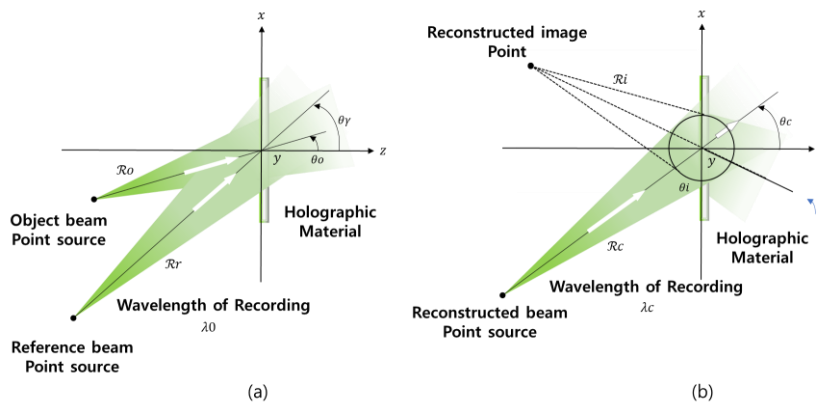 x
θγ
θo
y
z
ℛo
Object beam
Point source
Holographic
Material
ℛr
Wavelength of Recording
λ0
Reference beam
Point source
(a)
x
Reconstructed image
Point
ℛi
θc
y
θi
ℛc
Holographic
Material
Wavelength of Recording
λc
Reconstructed beam
Point source
(b)